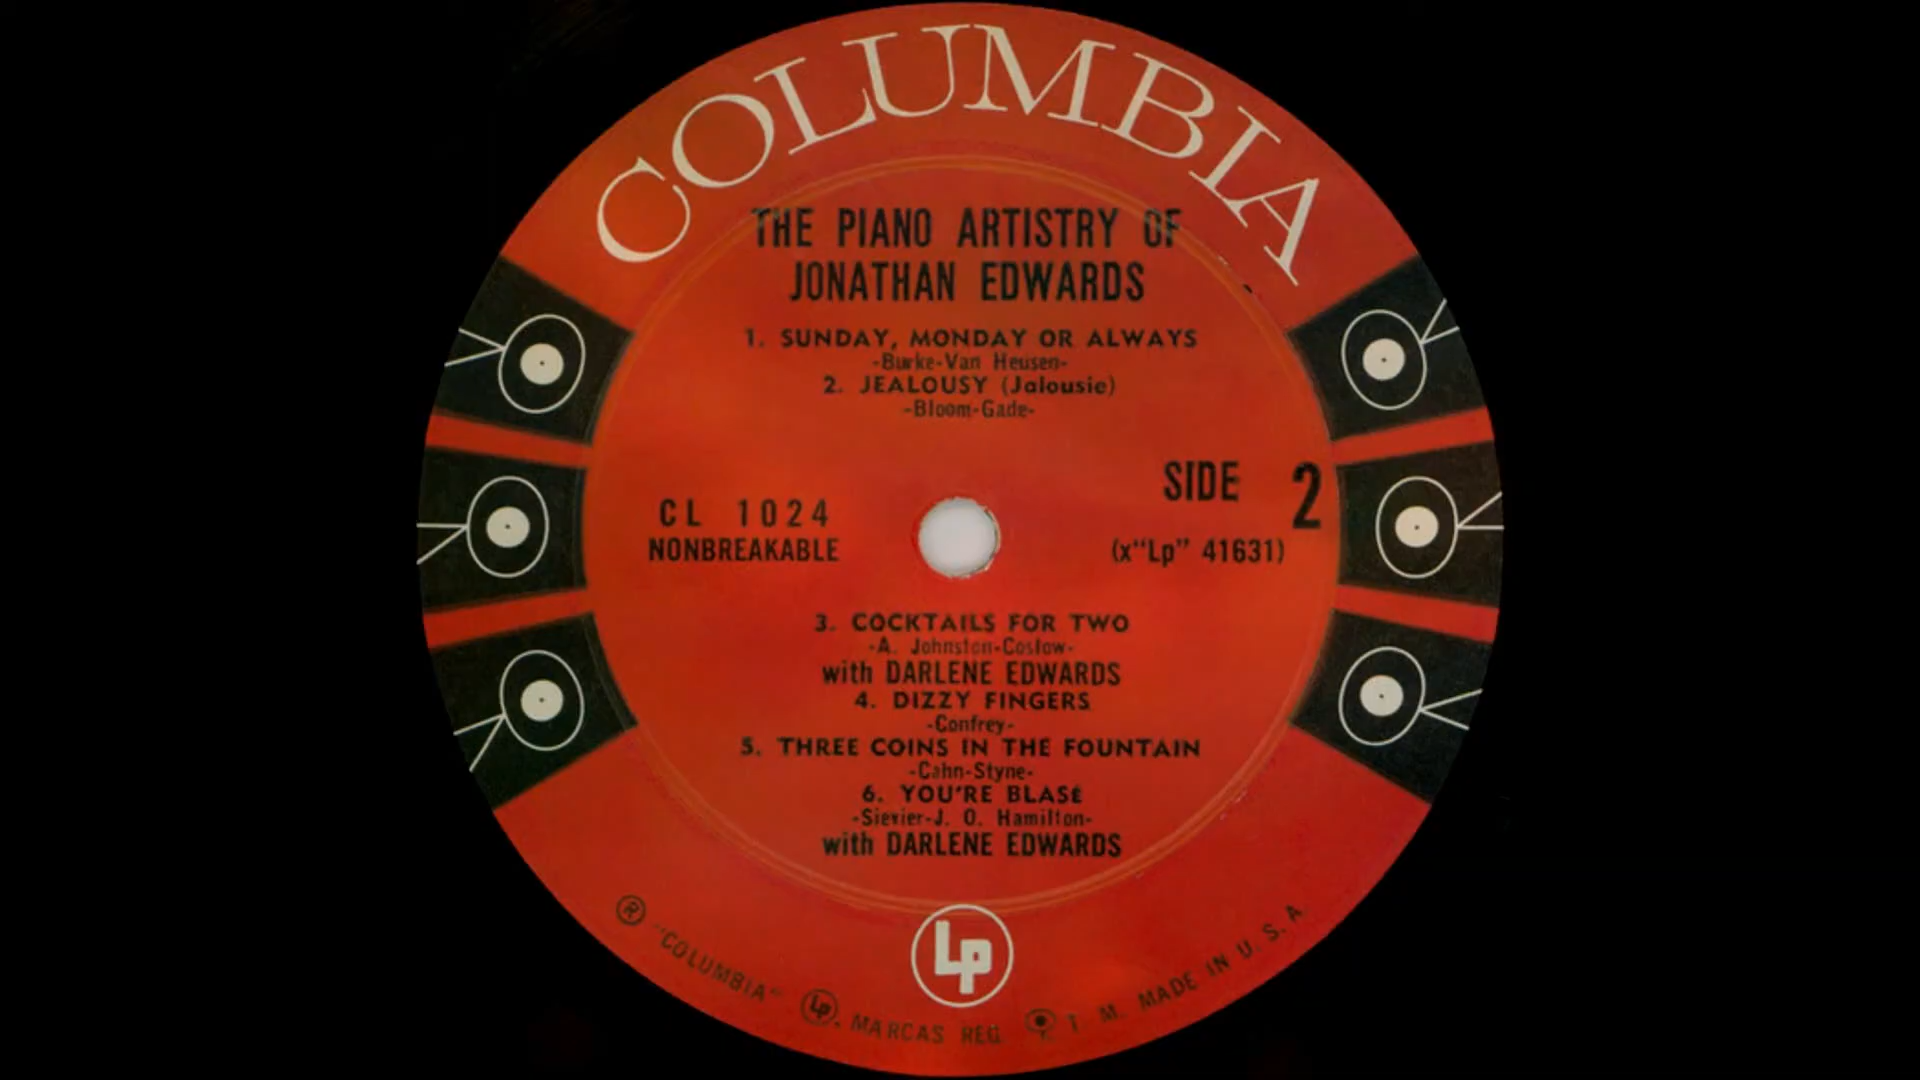 COLUMBIA
THE PIANO ARTISTRY OF
JONATHAN EDWARDS
1. SUNDAY, MONDAY OR ALWAYS
-Burke-Van Heusen-
2. JEALOUSY (Jalousie)
-Bloom-Gade-
SIDE 2
CL 1024
NONBREAKABLE
(x"Lp" 41631)
3. COCKTAILS FOR TWO
-A. Johnston-Coslow-
with DARLENE EDWARDS
4. DIZZY FINGERS
-Confrey-
5. THREE COINS IN THE FOUNTAIN
-Cahn-Styne-
6. YOU'RE BLASÉ
-Sievier-J. O. Hamilton-
with DARLENE EDWARDS
Lp
® "COLUMBIA" Lp, MARCAS REG. T. M. MADE IN U. S. A.